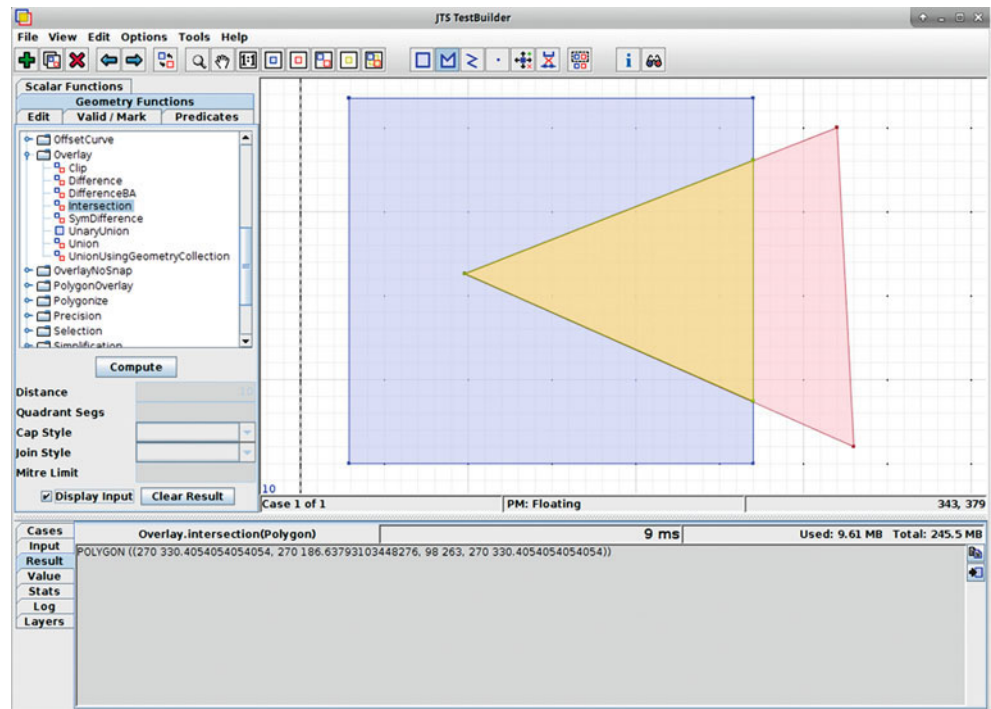 JTS TestBuilder
File View Edit Options Tools Help
1:1
i
Scalar Functions
Geometry Functions
Edit Valid / Mark Predicates
OffsetCurve
Overlay
Clip
Difference
DifferenceBA
Intersection
SymDifference
UnaryUnion
Union
UnionUsingGeometryCollection
OverlayNoSnap
PolygonOverlay
Polygonize
Precision
Selection
Simplification
Compute
Distance
Quadrant Segs
Cap Style
Join Style
Mitre Limit
Display Input Clear Result
10
Case 1 of 1 PM: Floating 343, 379
Cases
Input
Result
Value
Stats
Log
Layers
Overlay.intersection(Polygon) 9 ms Used: 9.61 MB Total: 245.5 MB
POLYGON ((270 330.4054054054054, 270 186.63793103448276, 98 263, 270 330.4054054054054))